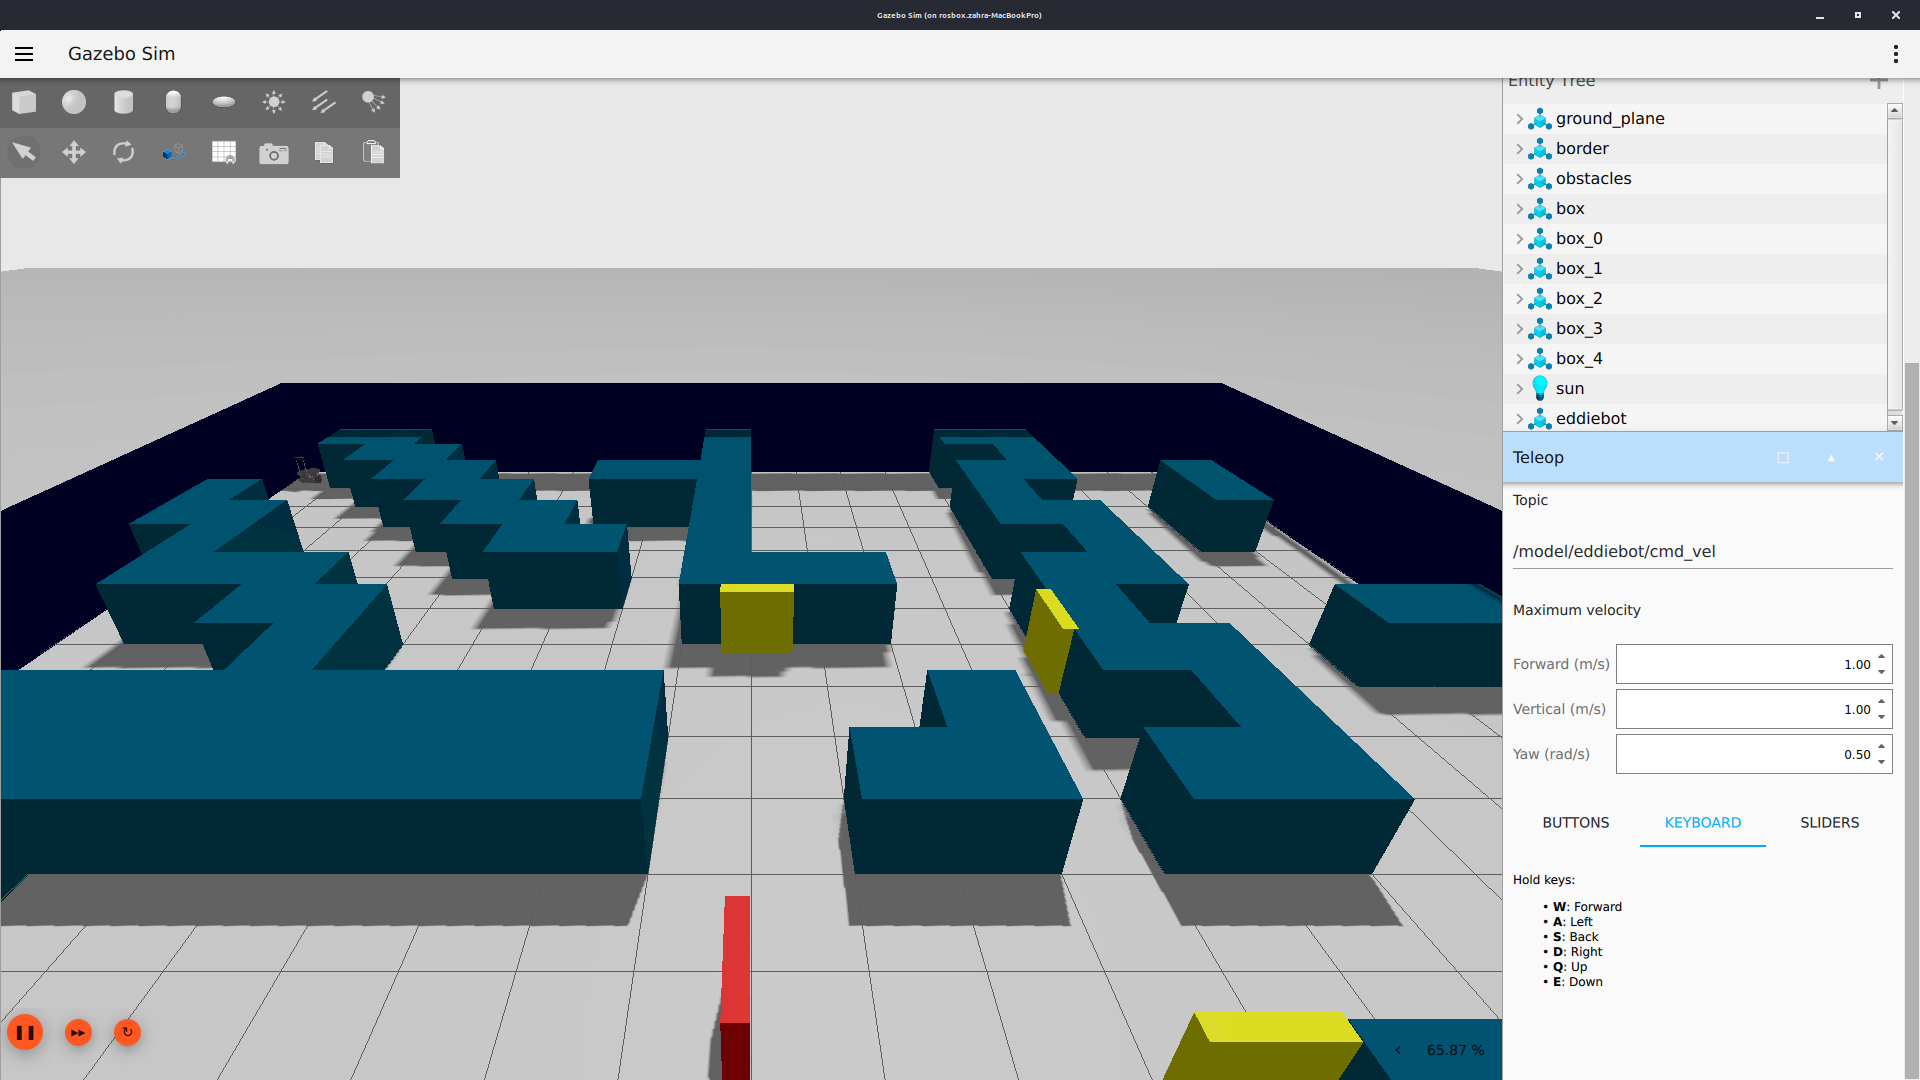 Gazebo Sim (on rosbox.zahra-MacBookPro)
Gazebo Sim
Entity Tree
ground_plane
border
obstacles
box
box_0
box_1
box_2
box_3
box_4
sun
eddiebot
Teleop
Topic
/model/eddiebot/cmd_vel
Maximum velocity
Forward (m/s) 1.00
Vertical (m/s) 1.00
Yaw (rad/s) 0.50
BUTTONS KEYBOARD SLIDERS
Hold keys:
• W: Forward
• A: Left
• S: Back
• D: Right
• Q: Up
• E: Down
65.87 %